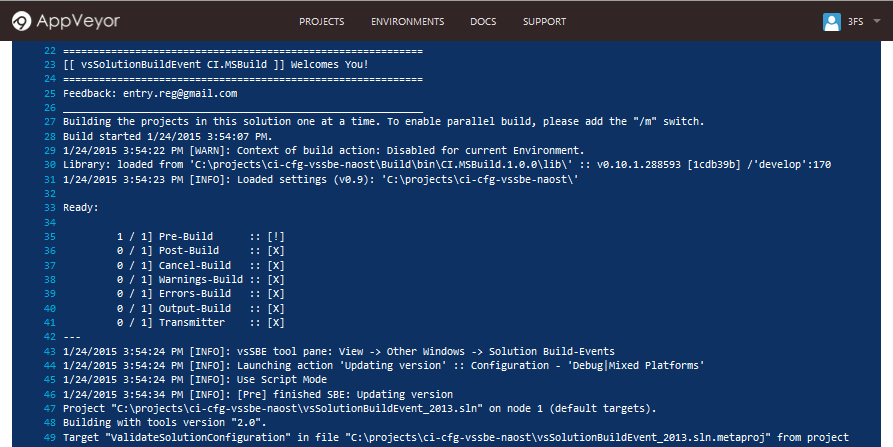 AppVeyor PROJECTS ENVIRONMENTS DOCS SUPPORT 3FS
22 =========================================================
23 [[ vsSolutionBuildEvent CI.MSBuild ]] Welcomes You!
24 =========================================================
25 Feedback: entry.reg@gmail.com
26 _________________________________________________________
27 Building the projects in this solution one at a time. To enable parallel build, please add the "/m" switch.
28 Build started 1/24/2015 3:54:07 PM.
29 1/24/2015 3:54:22 PM [WARN]: Context of build action: Disabled for current Environment.
30 Library: loaded from 'C:\projects\ci-cfg-vssbe-naost\Build\bin\CI.MSBuild.1.0.0\lib\' :: v0.10.1.288593 [1cdb39b] /'develop':170
31 1/24/2015 3:54:23 PM [INFO]: Loaded settings (v0.9): 'C:\projects\ci-cfg-vssbe-naost\'
32
33 Ready:
34
35 1 / 1] Pre-Build :: [!]
36 0 / 1] Post-Build :: [X]
37 0 / 1] Cancel-Build :: [X]
38 0 / 1] Warnings-Build :: [X]
39 0 / 1] Errors-Build :: [X]
40 0 / 1] Output-Build :: [X]
41 0 / 1] Transmitter :: [X]
42 ---
43 1/24/2015 3:54:24 PM [INFO]: vsSBE tool pane: View -> Other Windows -> Solution Build-Events
44 1/24/2015 3:54:24 PM [INFO]: Launching action 'Updating version' :: Configuration - 'Debug|Mixed Platforms'
45 1/24/2015 3:54:24 PM [INFO]: Use Script Mode
46 1/24/2015 3:54:34 PM [INFO]: [Pre] finished SBE: Updating version
47 Project "C:\projects\ci-cfg-vssbe-naost\vsSolutionBuildEvent_2013.sln" on node 1 (default targets).
48 Building with tools version "2.0".
49 Target "ValidateSolutionConfiguration" in file "C:\projects\ci-cfg-vssbe-naost\vsSolutionBuildEvent_2013.sln.metaproj" from project